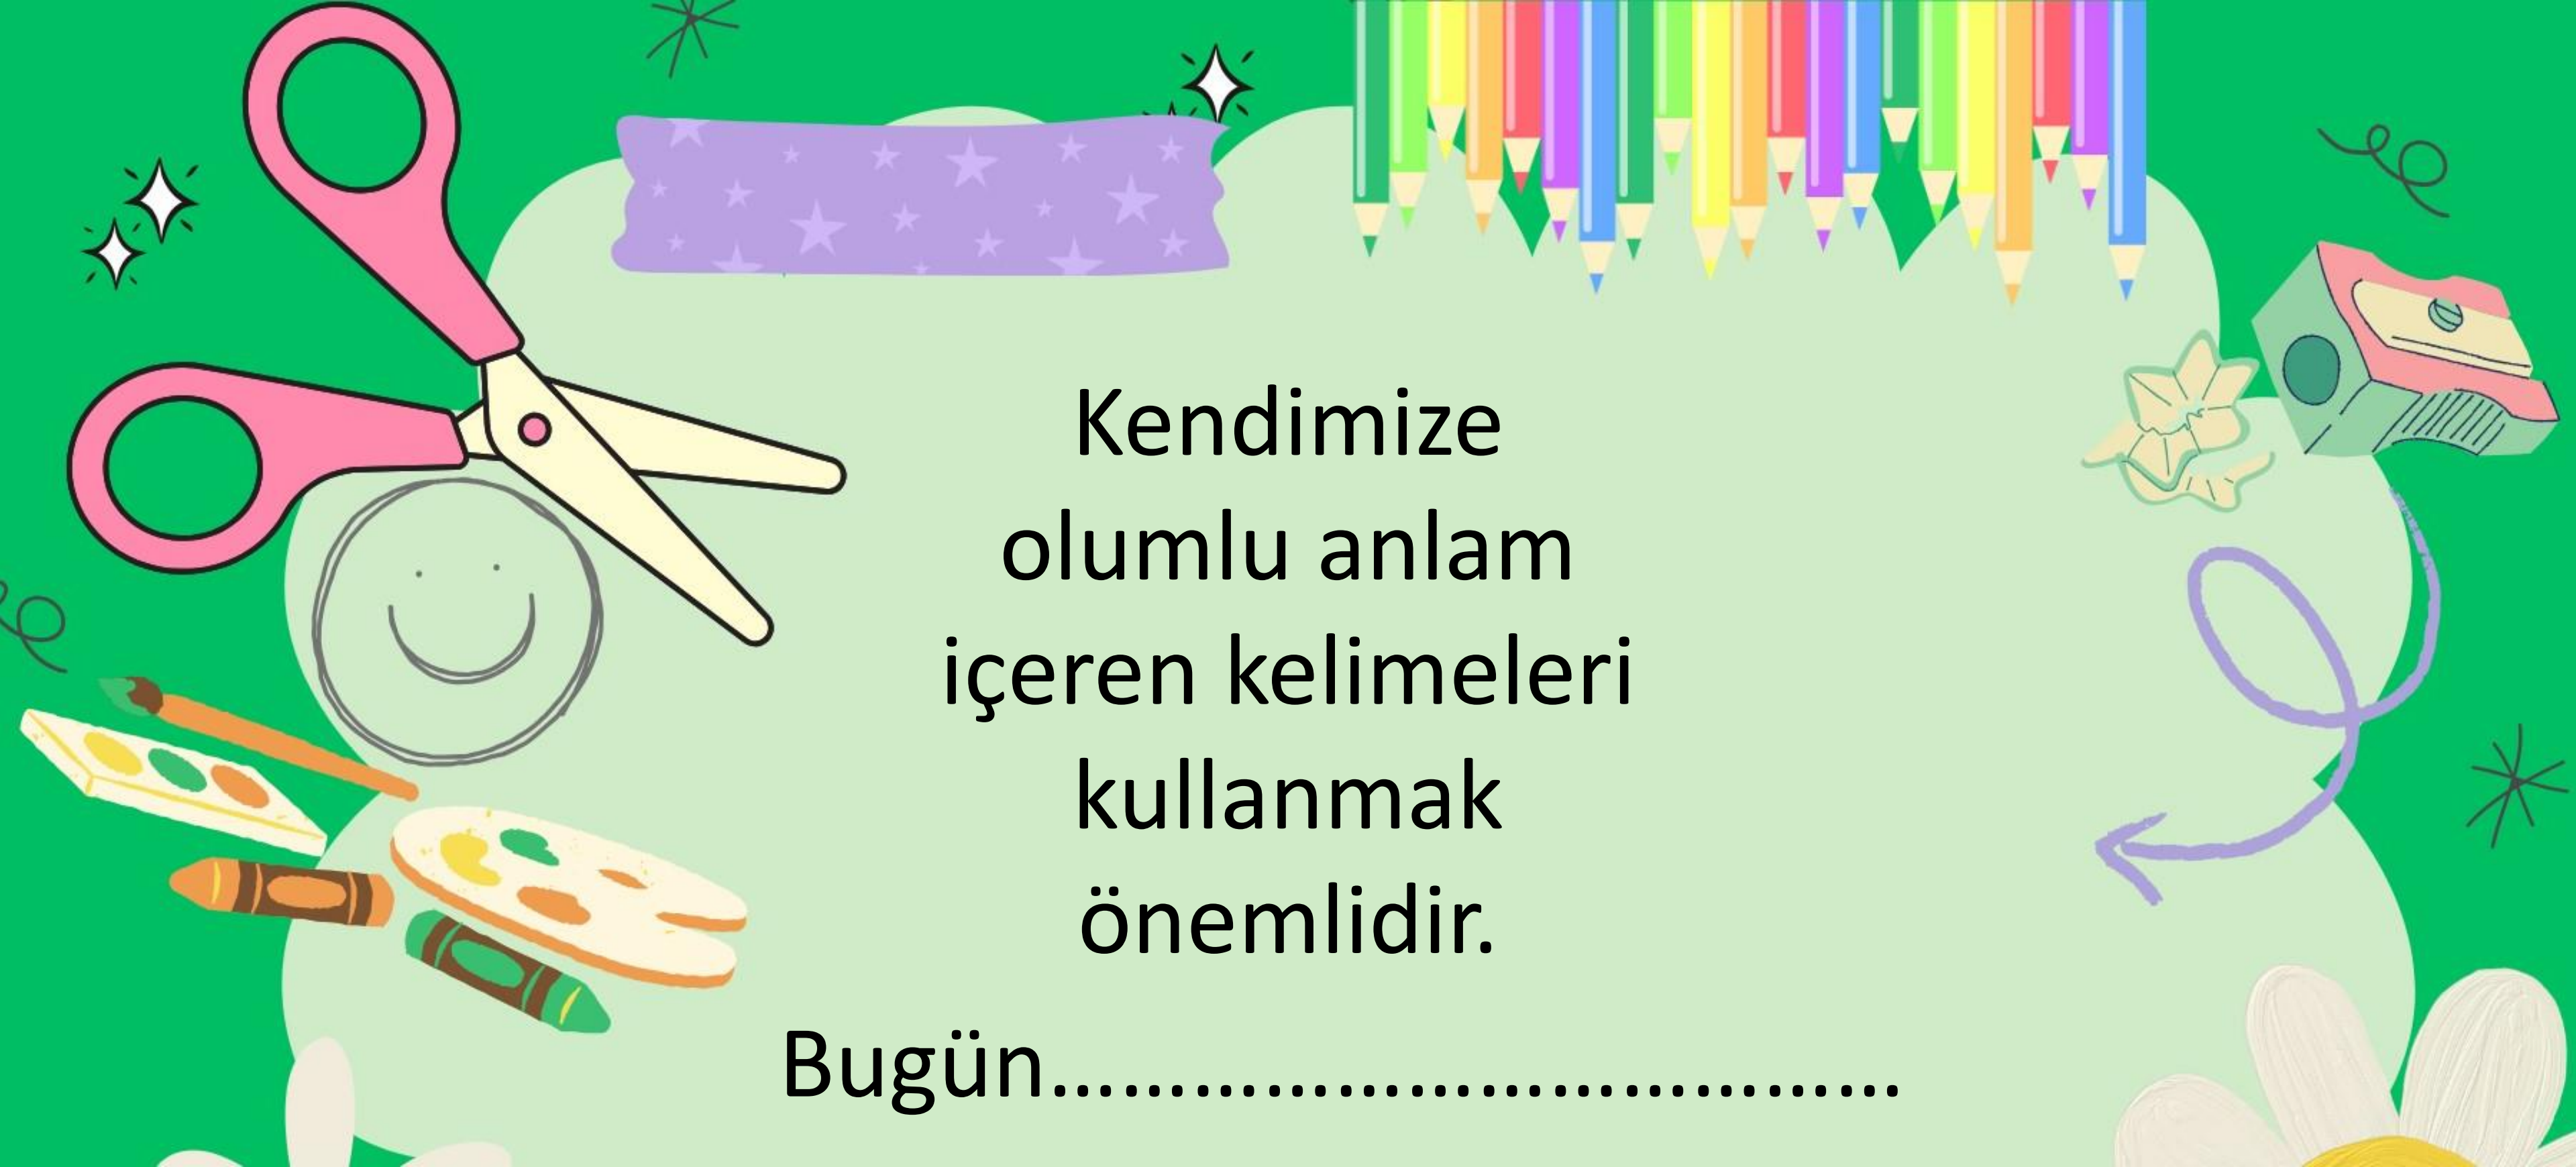 Kendimize
olumlu anlam
içeren kelimeleri
kullanmak
önemlidir.
Bugün....................................